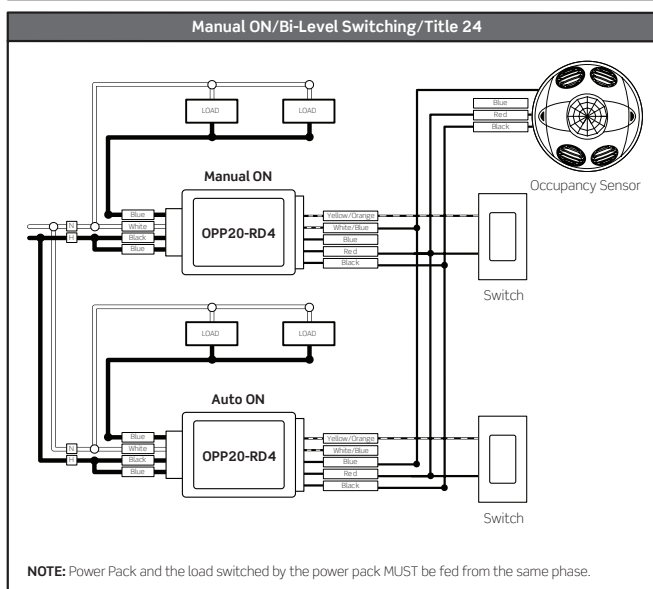 Manual ON/Bi-Level Switching/Title 24
LOAD
LOAD
Blue
Red
Black
Occupancy Sensor
Manual ON
Blue
White
Black
Blue
N
H
OPP20-RD4
Yellow/Orange
White/Blue
Blue
Red
Black
Switch
LOAD
LOAD
Auto ON
Blue
White
Black
Blue
N
H
OPP20-RD4
Yellow/Orange
White/Blue
Blue
Red
Black
Switch
NOTE: Power Pack and the load switched by the power pack MUST be fed from the same phase.